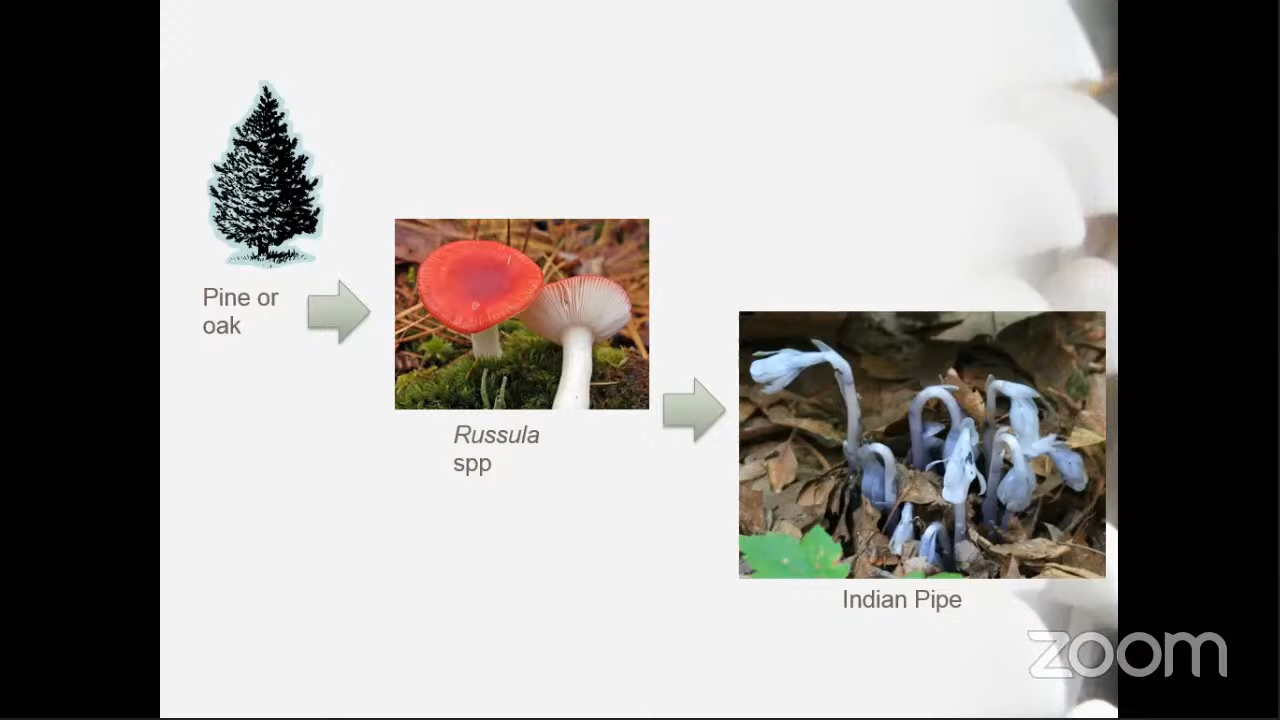 Pine or
oak
Russula
spp
Indian Pipe
zoom